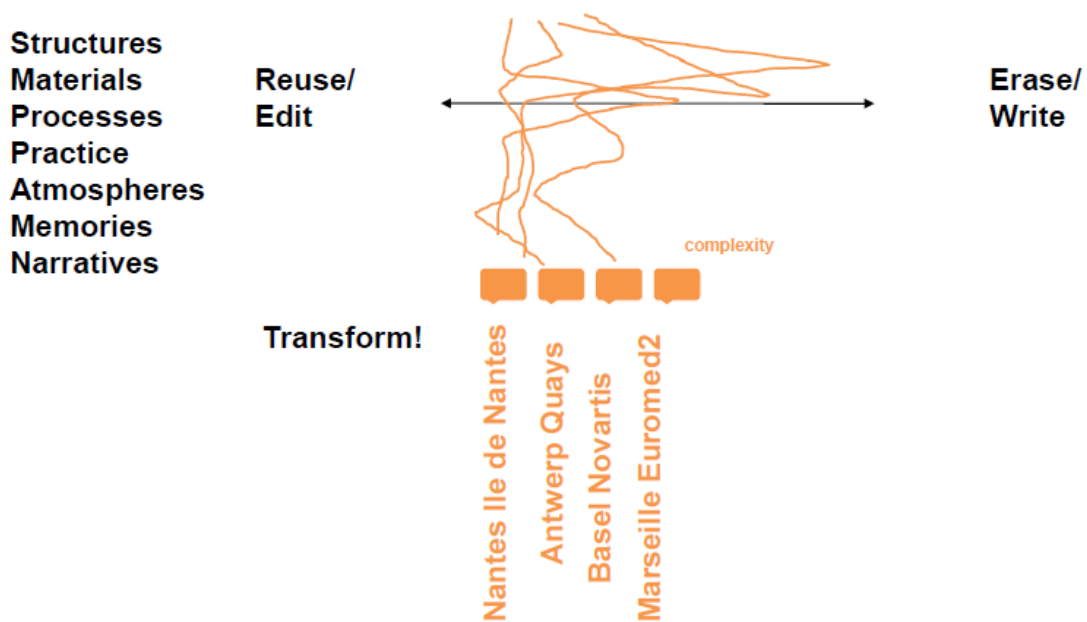 Structures
Materials
Processes
Practice
Atmospheres
Memories
Narratives
Reuse/
Edit
Erase/
Write
complexity
Transform!
Nantes Ile de Nantes
Antwerp Quays
Basel Novartis
Marseille Euromed2